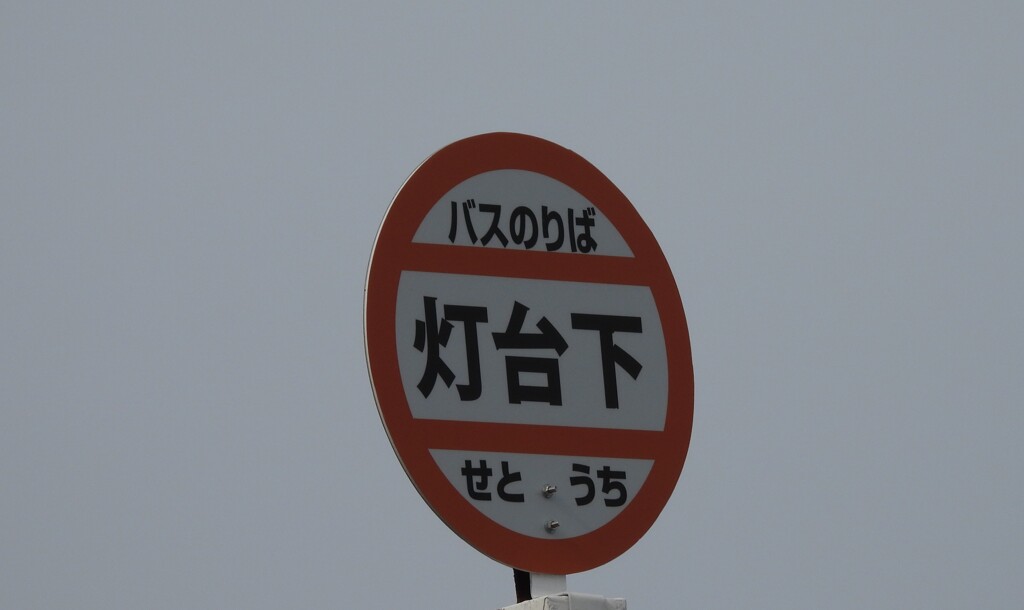 バスのりば
灯台下
せと うち